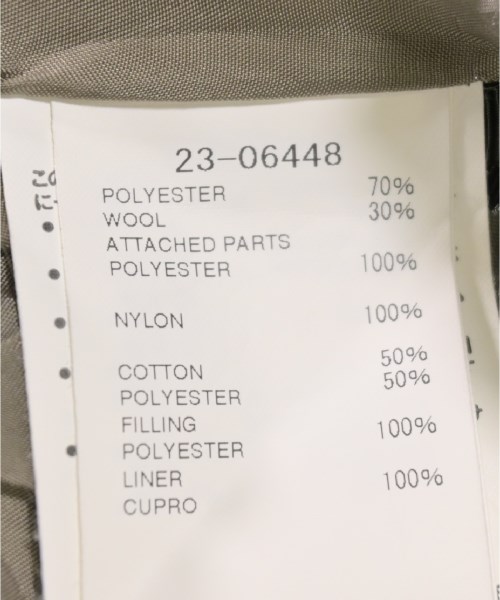 23-06448
POLYESTER 70%
WOOL 30%
ATTACHED PARTS
POLYESTER 100%
NYLON 100%
COTTON 50%
POLYESTER 50%
FILLING
POLYESTER 100%
LINER
CUPRO 100%